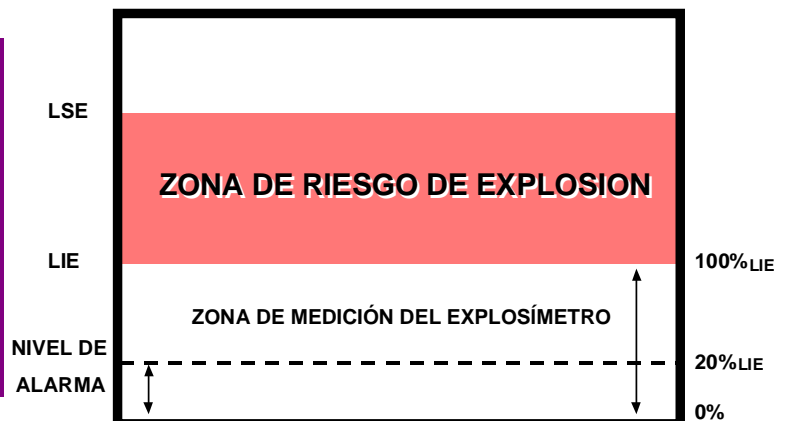 LSE
ZONA DE RIESGO DE EXPLOSION
LIE
100%LIE
ZONA DE MEDICIÓN DEL EXPLOSÍMETRO
NIVEL DE
ALARMA
20%LIE
0%